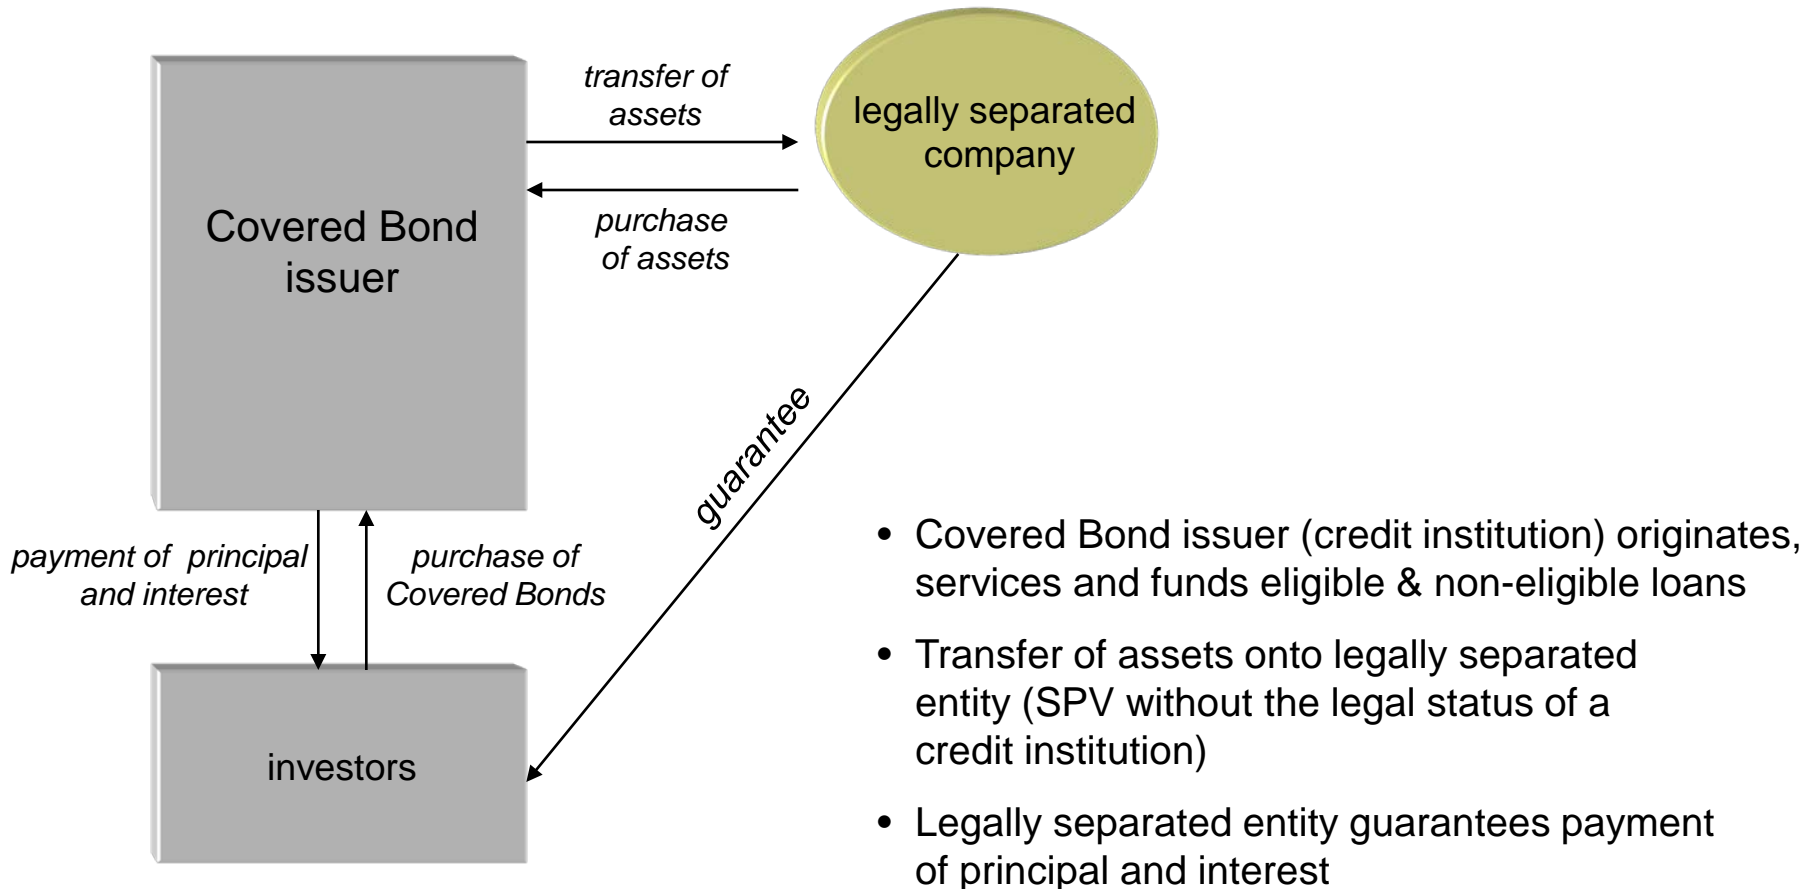 transfer of
assets
legally separated
company
Covered Bond
issuer
purchase
of assets
guarantee
payment of principal
and interest
purchase of
Covered Bonds
investors
• Covered Bond issuer (credit institution) originates,
services and funds eligible & non-eligible loans
• Transfer of assets onto legally separated
entity (SPV without the legal status of a
credit institution)
• Legally separated entity guarantees payment
of principal and interest